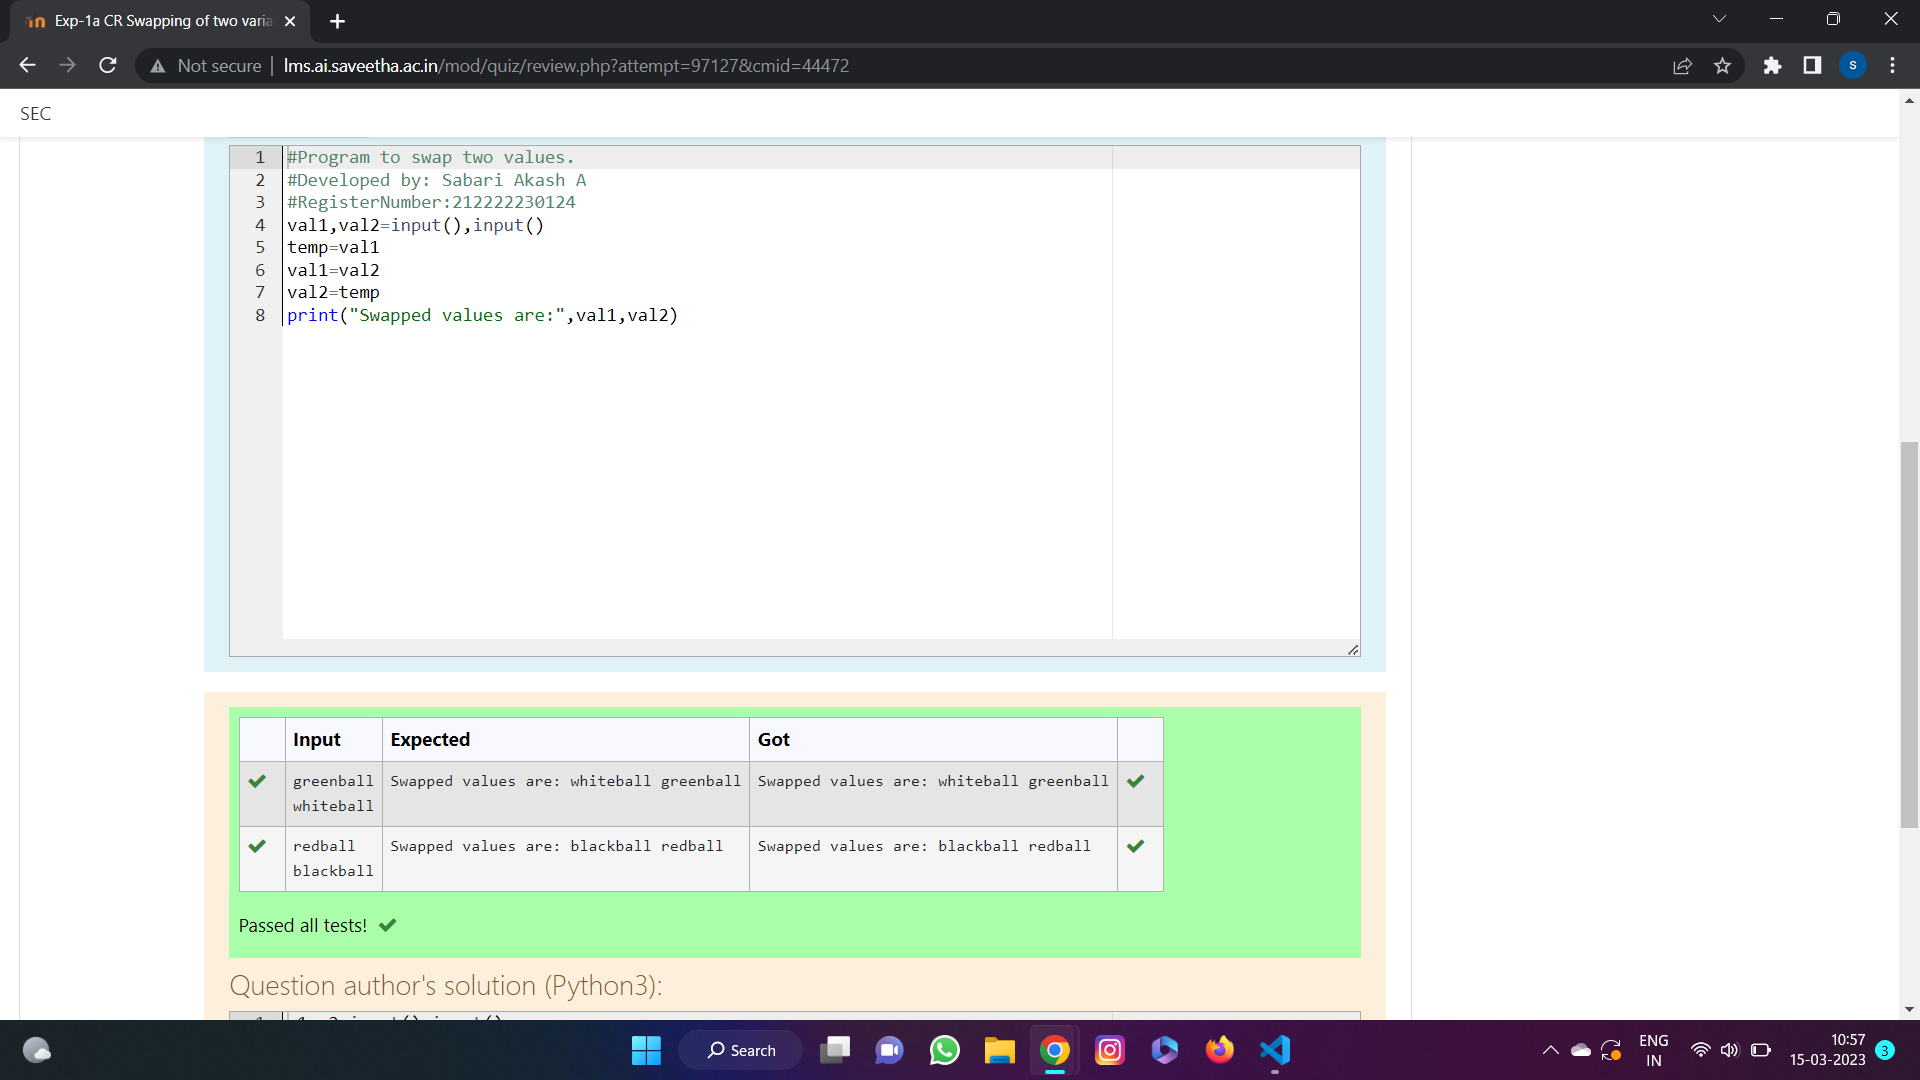 Exp-1a CR Swapping of two varia
Not secure | lms.ai.saveetha.ac.in/mod/quiz/review.php?attempt=97127&cmid=44472
S
SEC
1 #Program to swap two values.
2 #Developed by: Sabari Akash A
3 #RegisterNumber:212222230124
4 val1,val2=input(),input()
5 temp=val1
6 val1=val2
7 val2=temp
8 print("Swapped values are:",val1,val2)
Input Expected Got
greenball Swapped values are: whiteball greenball Swapped values are: whiteball greenball
whiteball
redball Swapped values are: blackball redball Swapped values are: blackball redball
blackball
Passed all tests!
Question author's solution (Python3):
Search
ENG
IN
10:57
15-03-2023
3